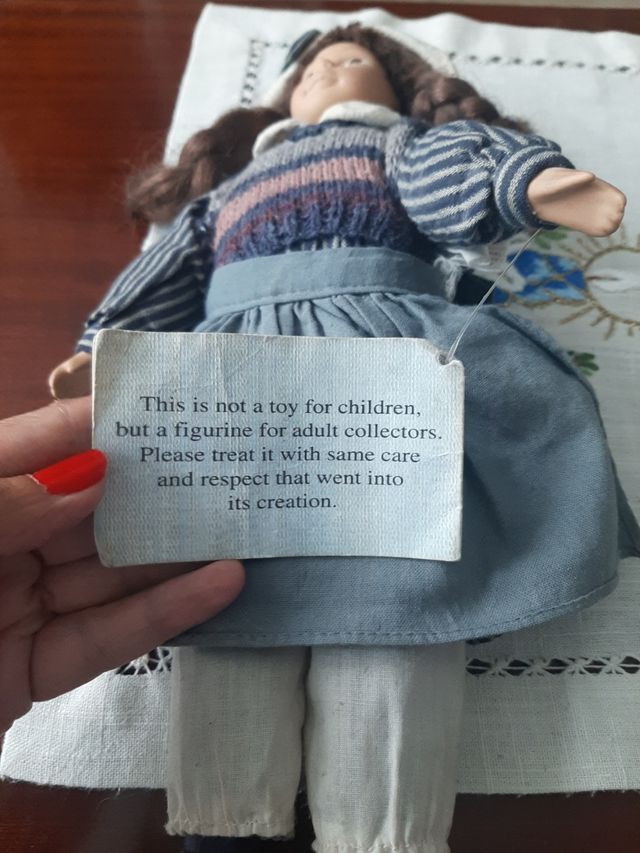 This is not a toy for children,
but a figurine for adult collectors.
Please treat it with same care
and respect that went into
its creation.